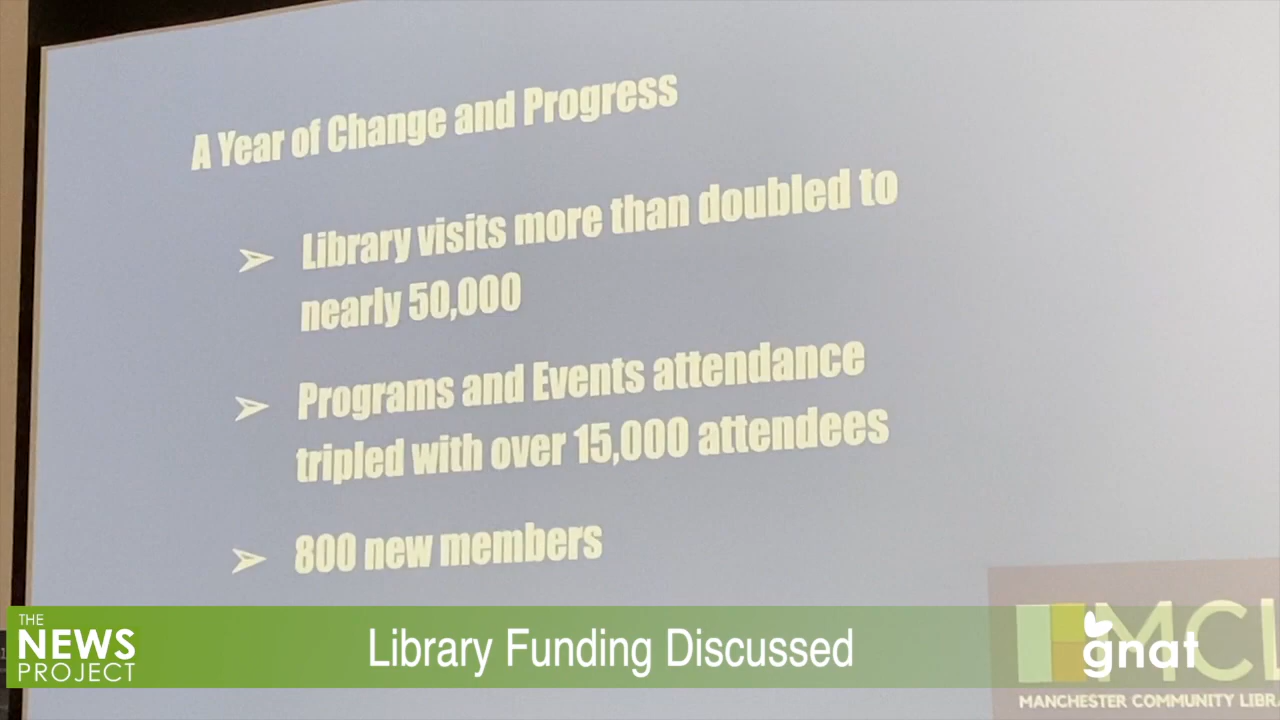 A Year of Change and Progress
Library visits more than doubled to
nearly 50,000
Programs and Events attendance
tripled with over 15,000 attendees
800 new members
THE
NEWS
PROJECT
Library Funding Discussed
gnat
MCL
MANCHESTER COMMUNITY